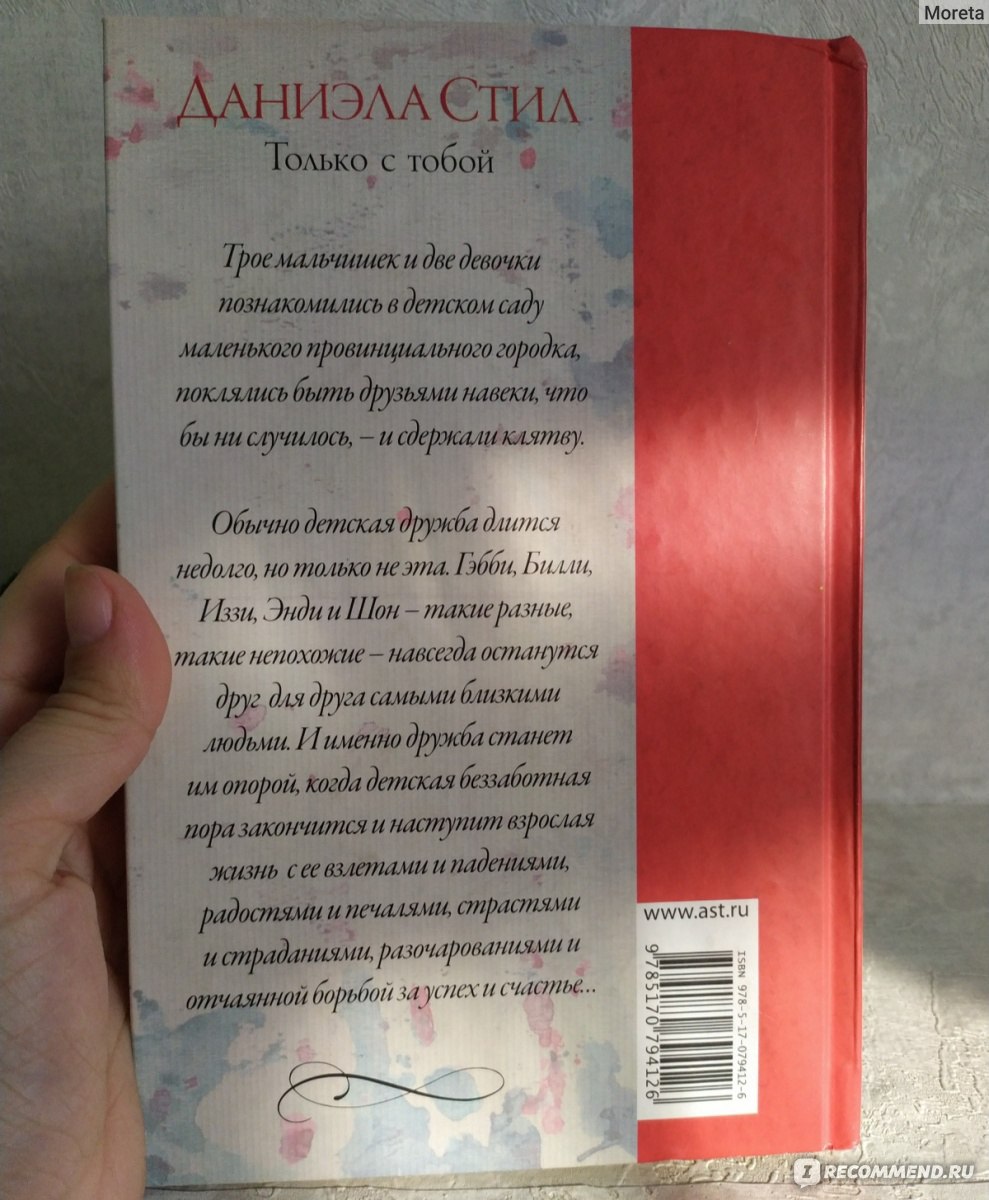 Moreta
ДАНИЭЛА СТИЛ
Только с тобой
Трое мальчишек и две девочки
познакомились в детском саду
маленького провинциального городка,
поклялись быть друзьями навеки, что
бы ни случилось, – и сдержали клятву.
Обычно детская дружба длится
недолго, но только не эта. Гэбби, Билли,
Иззи, Энди и Шон – такие разные,
такие непохожие – навсегда останутся
друг для друга самыми близкими
людьми. И именно дружба станет
им опорой, когда детская беззаботная
пора закончится и наступит взрослая
жизнь с ее взлетами и падениями,
радостями и печалями, страстями
и страданиями, разочарованиями и
отчаянной борьбой за успех и счастье...
www.ast.ru
ISBN 978-5-17-079412-6
9785170794126
I RECOMMEND.RU